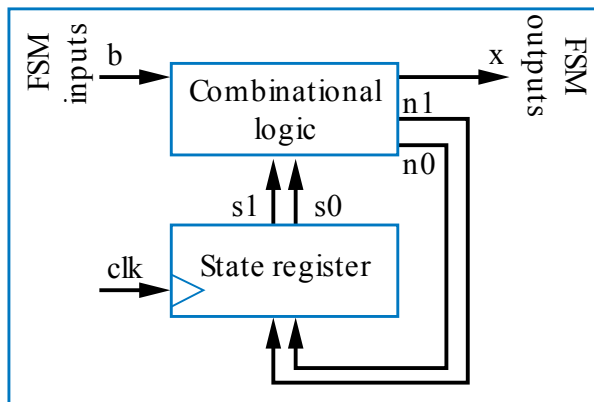 FSM
inputs
b
Combinational
logic
x
FSM
outputs
n1
n0
s1
s0
clk
State register